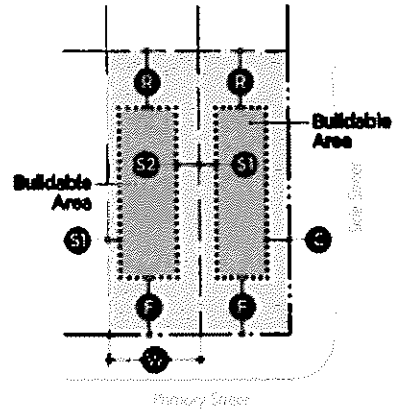 R
R
Buildable
Area
S2
S1
Buildable
Area
S1
C
Side Street
F
F
W
Primary Street